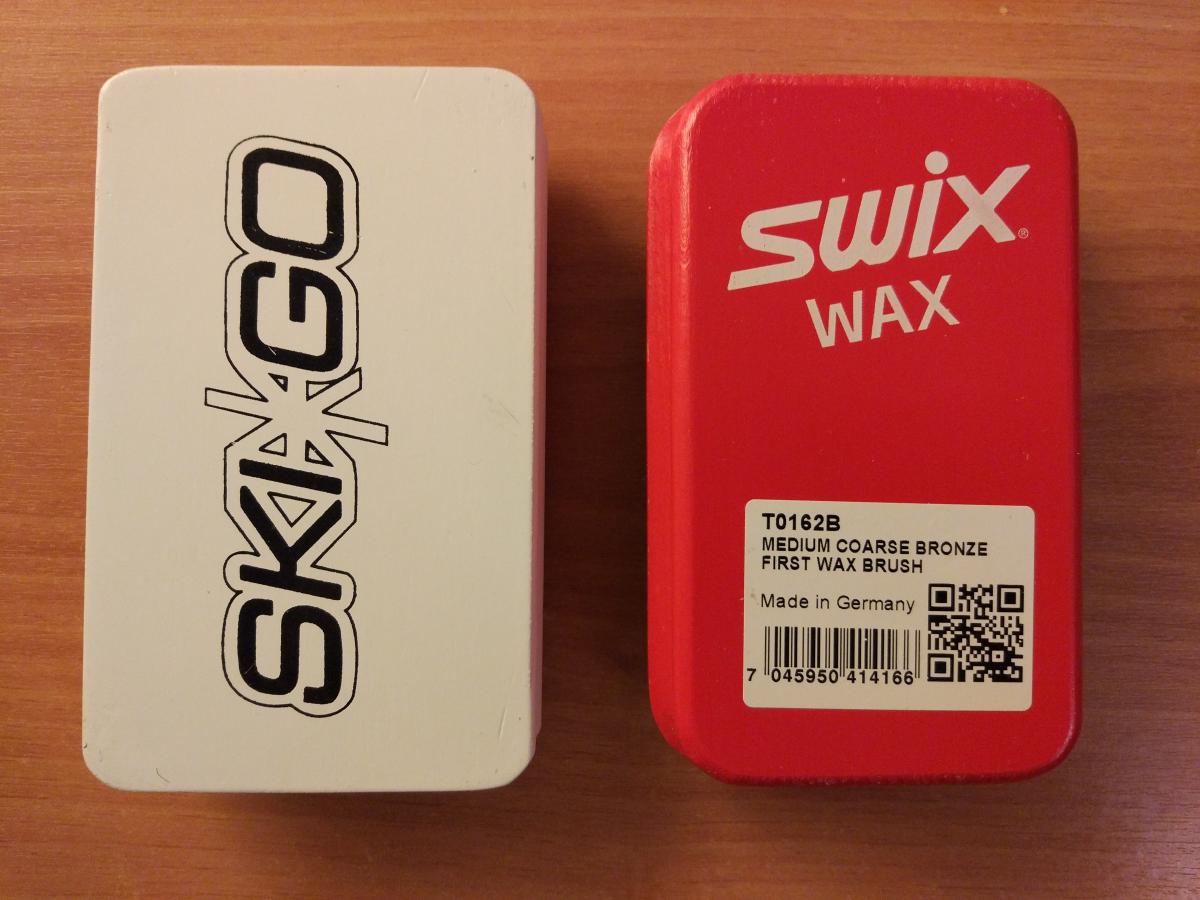 SKIGO
swix®
WAX
T0162B
MEDIUM COARSE BRONZE
FIRST WAX BRUSH
Made in Germany
7 045950 414166